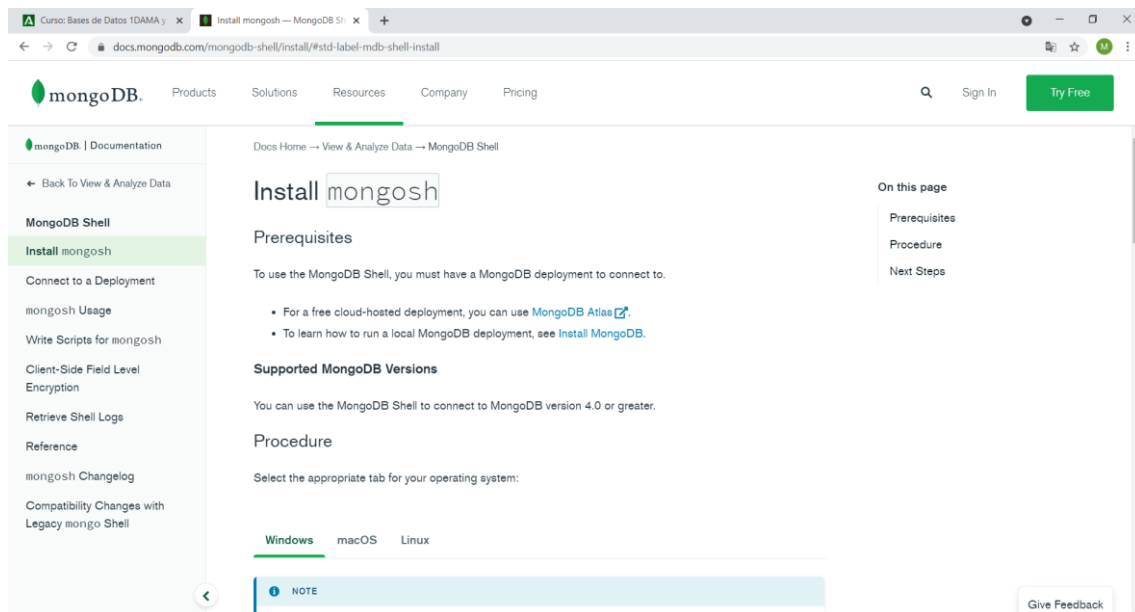 Curso: Bases de Datos 1DAMA y
Install mongosh — MongoDB Sh
docs.mongodb.com/mongodb-shell/install/#std-label-mdb-shell-install
M
mongoDB.
Products
Solutions
Resources
Company
Pricing
Sign In
Try Free
mongoDB. | Documentation
← Back To View & Analyze Data
MongoDB Shell
Install mongosh
Connect to a Deployment
mongosh Usage
Write Scripts for mongosh
Client-Side Field Level
Encryption
Retrieve Shell Logs
Reference
mongosh Changelog
Compatibility Changes with
Legacy mongo Shell
Docs Home → View & Analyze Data → MongoDB Shell
Install mongosh
Prerequisites
To use the MongoDB Shell, you must have a MongoDB deployment to connect to.
• For a free cloud-hosted deployment, you can use MongoDB Atlas.
• To learn how to run a local MongoDB deployment, see Install MongoDB.
Supported MongoDB Versions
You can use the MongoDB Shell to connect to MongoDB version 4.0 or greater.
Procedure
Select the appropriate tab for your operating system:
Windows
macOS
Linux
NOTE
On this page
Prerequisites
Procedure
Next Steps
Give Feedback